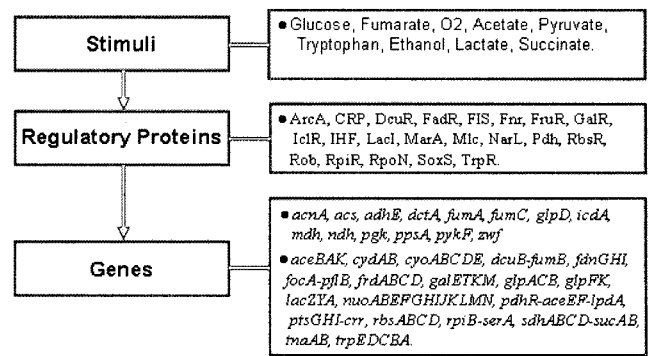 Stimuli
● Glucose, Fumarate, O2, Acetate, Pyruvate,
Tryptophan, Ethanol, Lactate, Succinate.
Regulatory Proteins
● ArcA, CRP, DcuR, FadR, FIS, Fnr, FruR, GalR,
IclR, IHF, LacI, MarA, Mlc, NarL, Pdh, RbsR,
Rob, RpiR, RpoN, SoxS, TrpR.
Genes
● acnA, acs, adhE, dctA, fumA, fumC, glpD, icdA,
mdh, ndh, pgk, ppsA, pykF, zwf
● aceBAK, cydAB, cyoABCDE, dcuB-fumB, fdnGHI,
focA-pflB, frdABCD, galETKM, glpACB, glpFK,
lacZYA, nuoABEFGHIJKLMN, pdhR-aceEF-lpdA,
ptsGHI-crr, rbsABCD, rpiB-serA, sdhABCD-sucAB,
tnaAB, trpEDCBA.